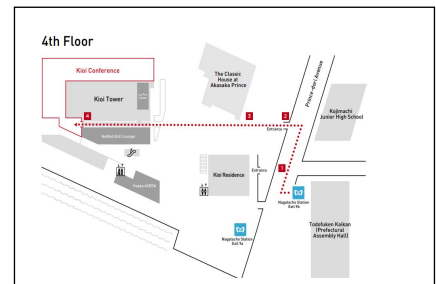 4th Floor
Kioi Conference
Kioi Tower
The Classic
House at
Akasaka Prince
Prince-dori Avenue
Kojimachi
Junior High School
4
3
2
Entrance
1
Kioi Residence
Entrance
Nagatacho Station
Exit 9b
Nagatacho Station
Exit 9a
Todofuken Kaikan
(Prefectural
Assembly Hall)